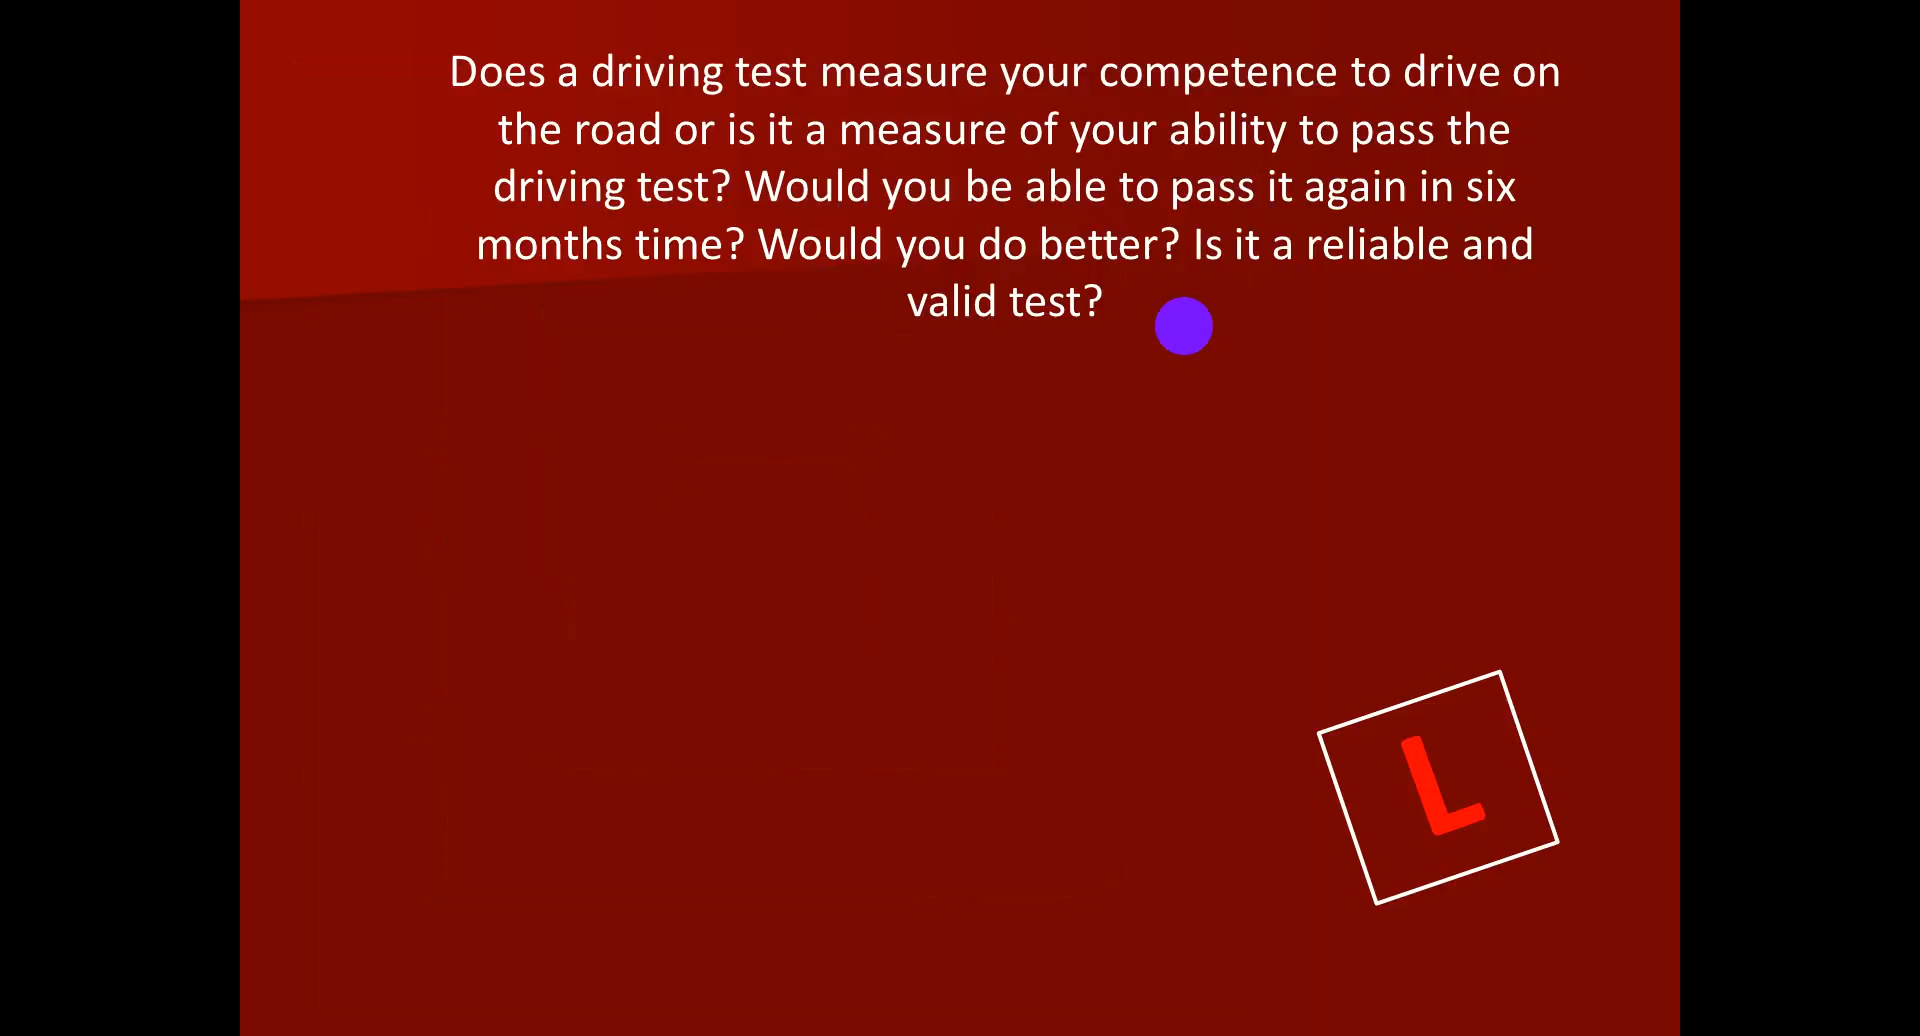 Does a driving test measure your competence to drive on
the road or is it a measure of your ability to pass the
driving test? Would you be able to pass it again in six
months time? Would you do better? Is it a reliable and
valid test?
L